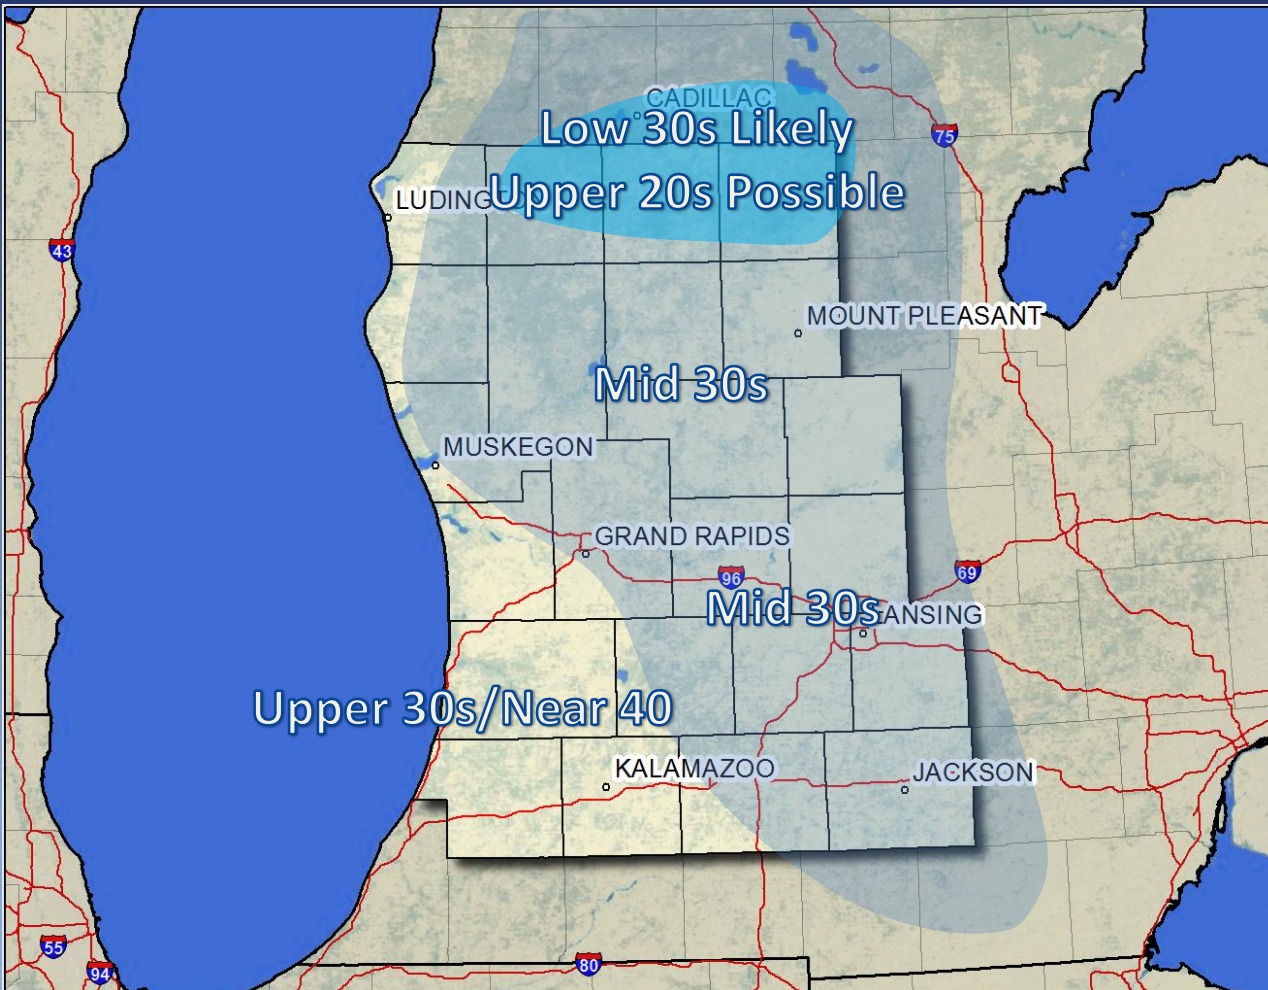 CADILLAC
Low 30s Likely
75
LUDING
Upper 20s Possible
43
MOUNT PLEASANT
Mid 30s
MUSKEGON
GRAND RAPIDS
96
69
Mid 30s
ANSING
Upper 30s/Near 40
KALAMAZOO
JACKSON
55
94
80